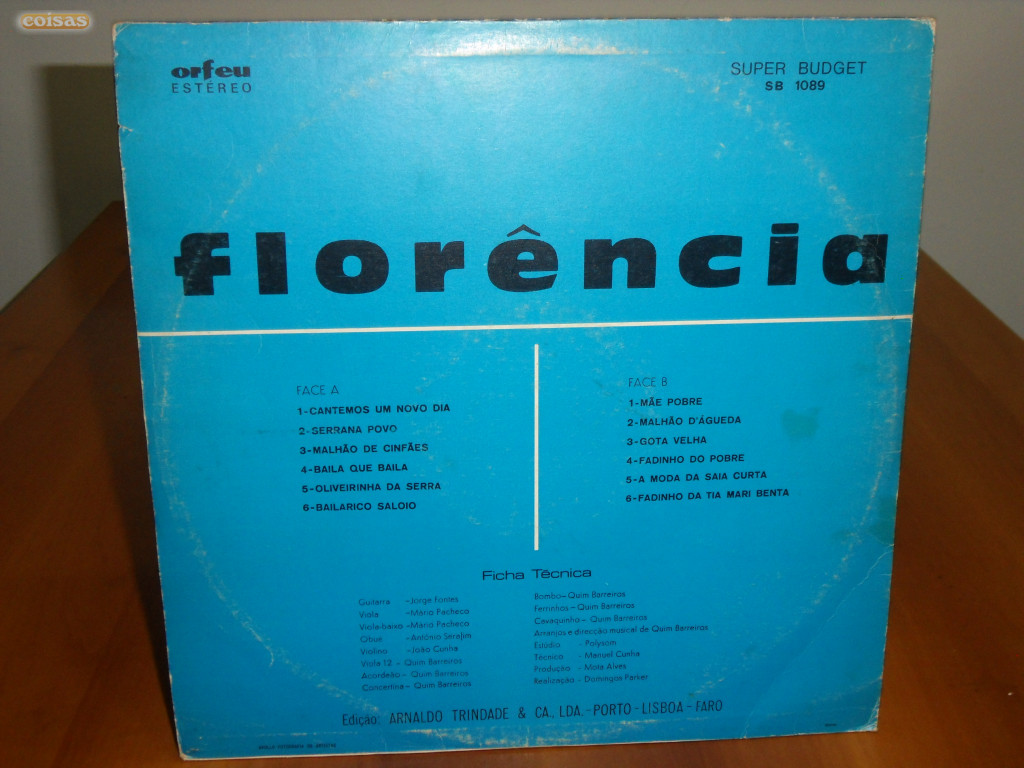 coisas
orfeu
ESTÉREO
SUPER BUDGET
SB 1089
florência
FACE A
1-CANTEMOS UM NOVO DIA
2-SERRANA POVO
3-MALHÃO DE CINFÃES
4-BAILA QUE BAILA
5-OLIVEIRINHA DA SERRA
6-BAILARICO SALOIO
FACE B
1-MÃE POBRE
2-MALHÃO D'ÁGUEDA
3-GOTA VELHA
4-FADINHO DO POBRE
5-A MODA DA SAIA CURTA
6-FADINHO DA TIA MARI BENTA
Ficha Técnica
Guitarra -Jorge Fontes
Viola -Mário Pacheco
Viola-baixo -Mário Pacheco
Oboé -António Serafim
Violino -João Cunha
Viola 12 - Quim Barreiros
Acordeão - Quim Barreiros
Concertina - Quim Barreiros
Bombo - Quim Barreiros
Ferrinhos - Quim Barreiros
Cavaquinho - Quim Barreiros
Arranjos e direcção musical de Quim Barreiros
Estúdio - Polysom
Técnico - Manuel Cunha
Produção - Mota Alves
Realização - Domingos Parker
Edição: ARNALDO TRINDADE & CA., LDA. - PORTO - LISBOA - FARO